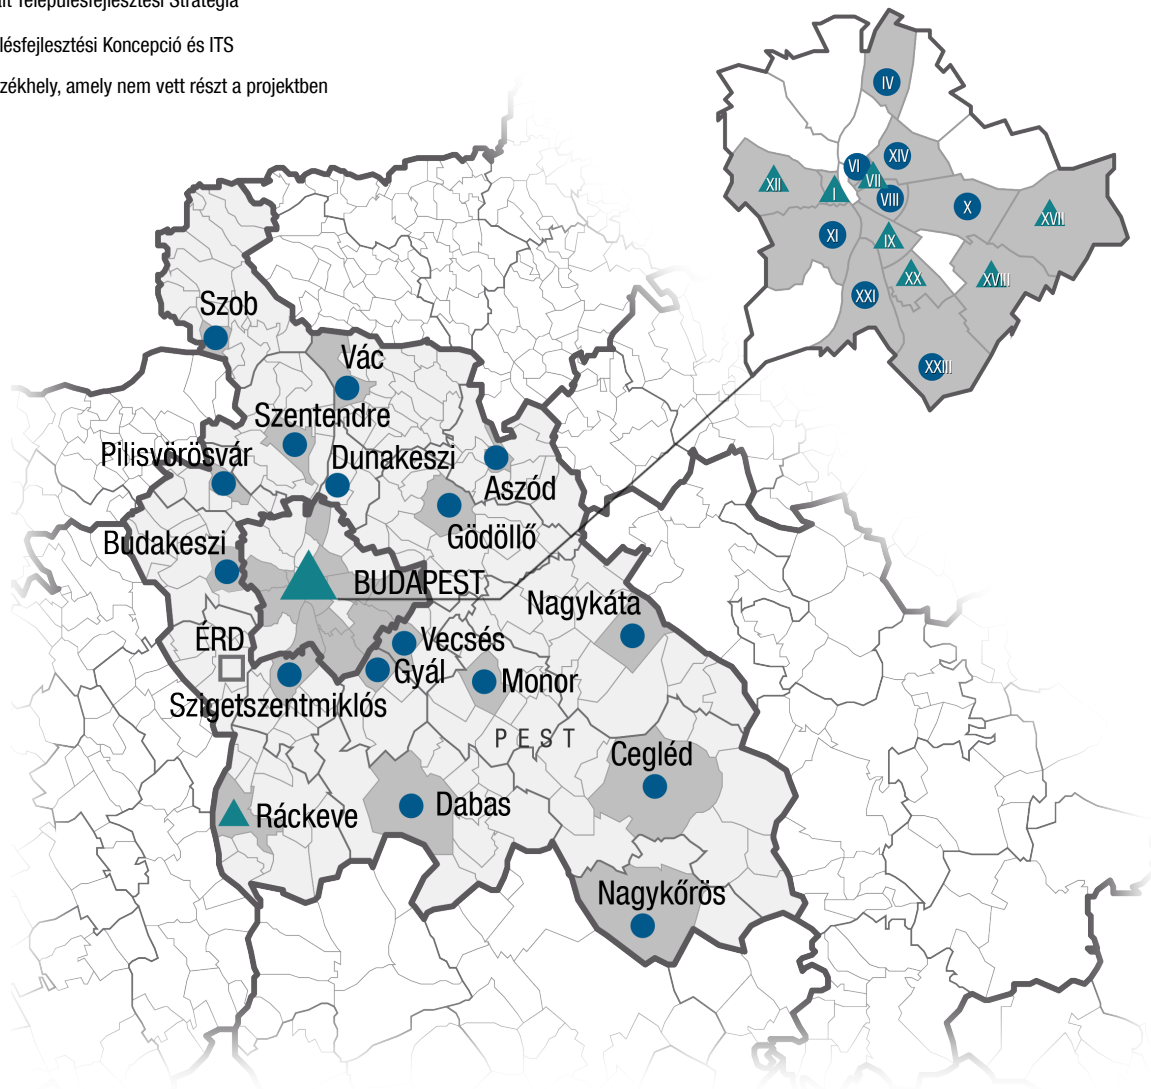 Településfejlesztési Stratégia
Koncepció és ITS
amely nem vett részt a projektben
IV
VI
XIV
XII
I
VII
VIII
X
XVII
XI
IX
XX
XVIII
XXI
XXIII
Szob
Vác
Szentendre
Pilisvörösvár
Dunakeszi
Aszód
Gödöllő
Budakeszi
BUDAPEST
Nagykáta
ÉRD
Vecsés
Gyál
Monor
Szigetszentmiklós
PEST
Cegléd
Ráckeve
Dabas
Nagykőrös